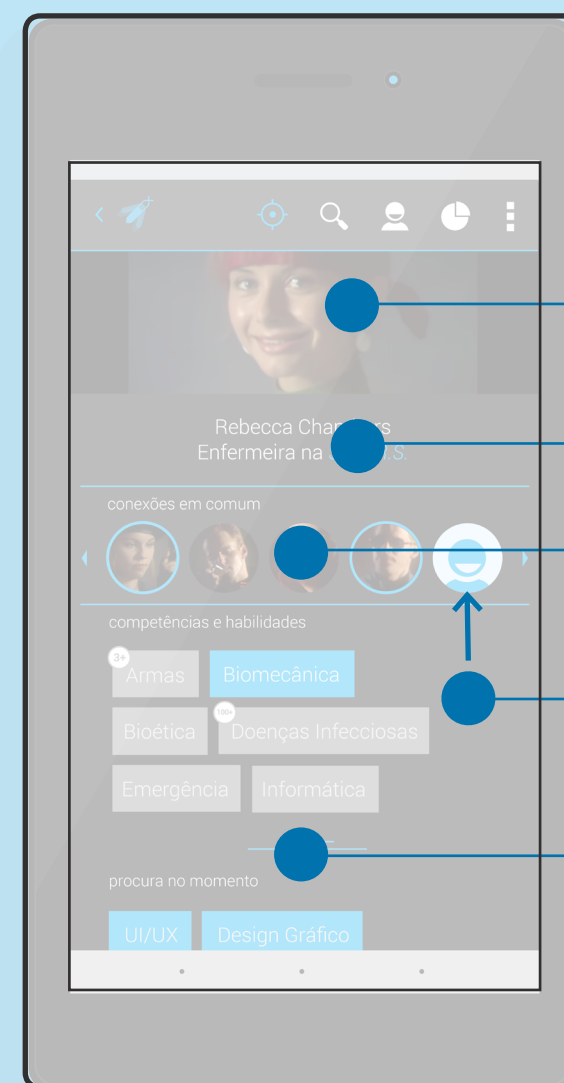 Rebecca
Enfermeira na
conexões em comum
competências e habilidades
3+
Armas
Biomecânica
Bioética
100+
Doenças Infecciosas
Emergência
Informática
procura no momento
UI/UX
Design Gráfico